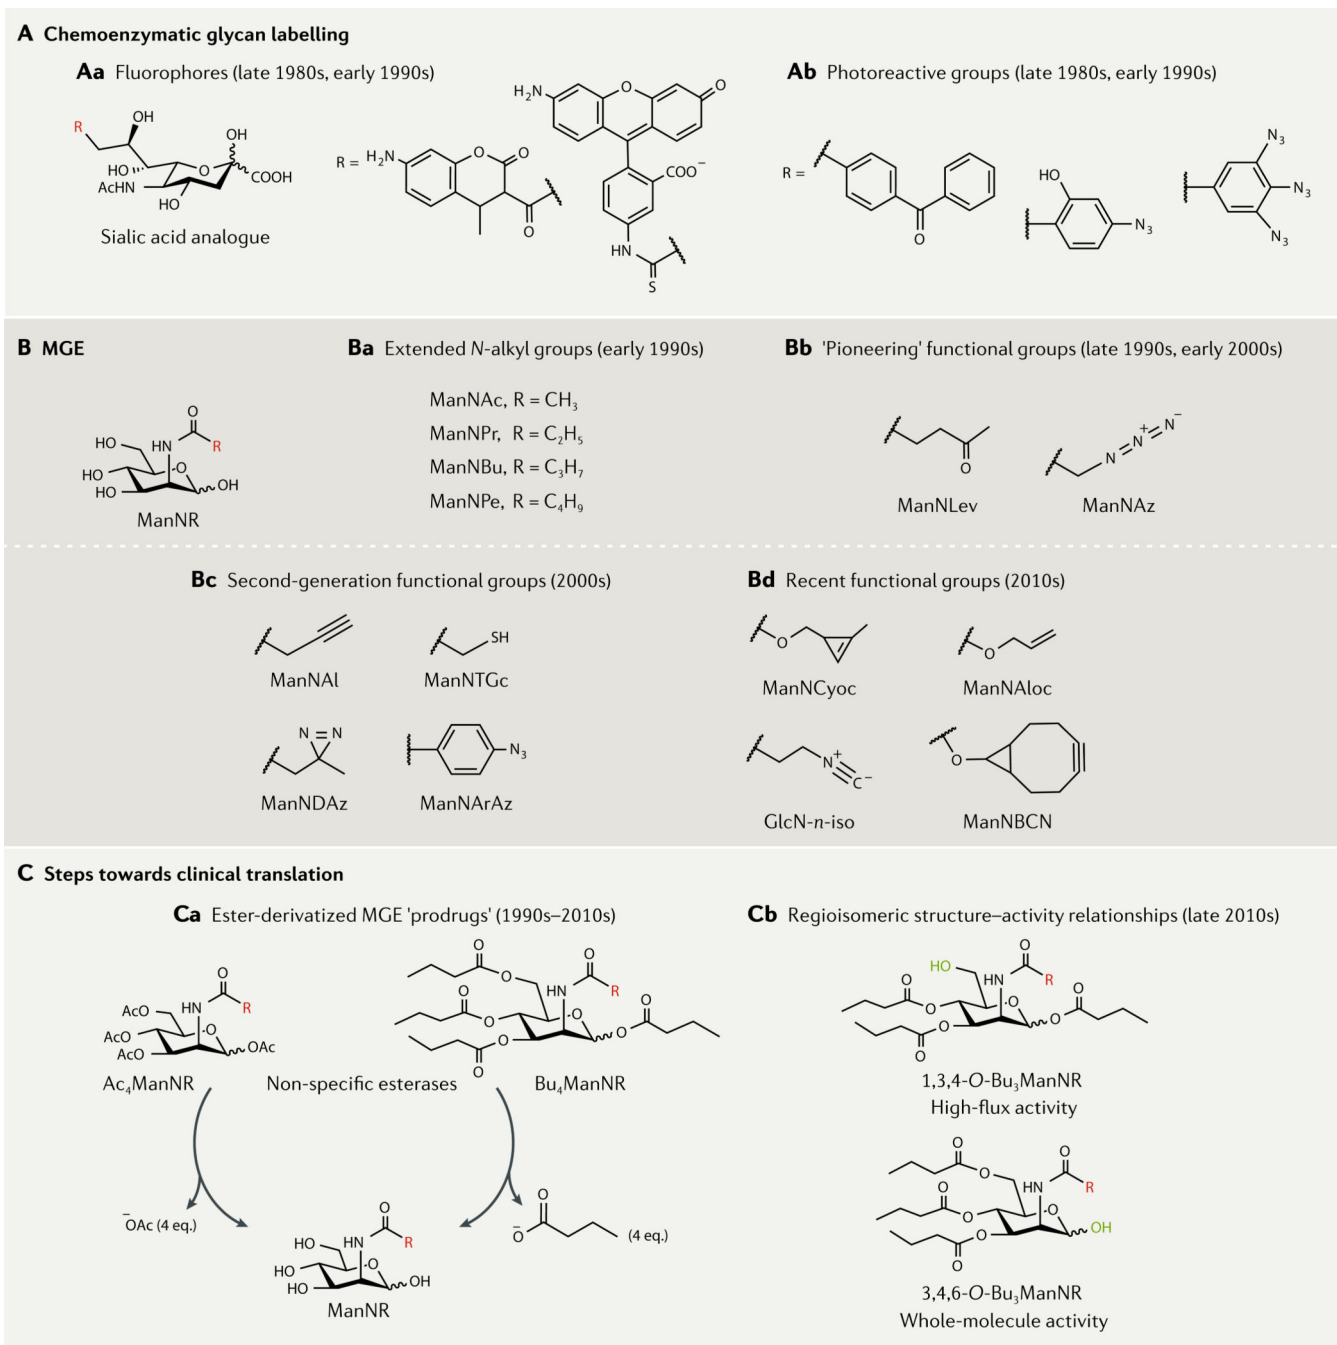 A Chemoenzymatic glycan labelling
Aa Fluorophores (late 1980s, early 1990s)
R
OH
OH
HO
AcHN
O
COOH
HO
Sialic acid analogue
R =
H₂N
O
O
O
H₂N
O
O
COO⁻
HN
S
Ab Photoreactive groups (late 1980s, early 1990s)
R =
O
HO
N₃
N₃
N₃
N₃
B MGE
O
HO
HN
R
HO
O
HO
OH
ManNR
Ba Extended N-alkyl groups (early 1990s)
ManNAc, R = CH₃
ManNPr, R = C₂H₅
ManNBu, R = C₃H₇
ManNPe, R = C₄H₉
Bb 'Pioneering' functional groups (late 1990s, early 2000s)
O
ManNLev
N=N⁺=N⁻
ManNAz
Bc Second-generation functional groups (2000s)
ManNAl
SH
ManNTGc
N=N
ManNDAz
N₃
ManNArAz
Bd Recent functional groups (2010s)
O
ManNCyoc
O
ManNAloc
N⁺≡C⁻
GlcN-n-iso
O
ManNBCN
C Steps towards clinical translation
Ca Ester-derivatized MGE 'prodrugs' (1990s–2010s)
O
HN
R
AcO
AcO
O
AcO
OAc
Ac₄ManNR
Non-specific esterases
O
O
O
HN
R
O
O
O
O
O
O
O
O
Bu₄ManNR
⁻OAc (4 eq.)
O
⁻O
(4 eq.)
O
HO
HN
R
HO
O
HO
OH
ManNR
Cb Regioisomeric structure–activity relationships (late 2010s)
HO
O
HN
R
O
O
O
O
O
O
O
1,3,4-O-Bu₃ManNR
High-flux activity
O
O
O
HN
R
O
O
O
O
O
OH
3,4,6-O-Bu₃ManNR
Whole-molecule activity